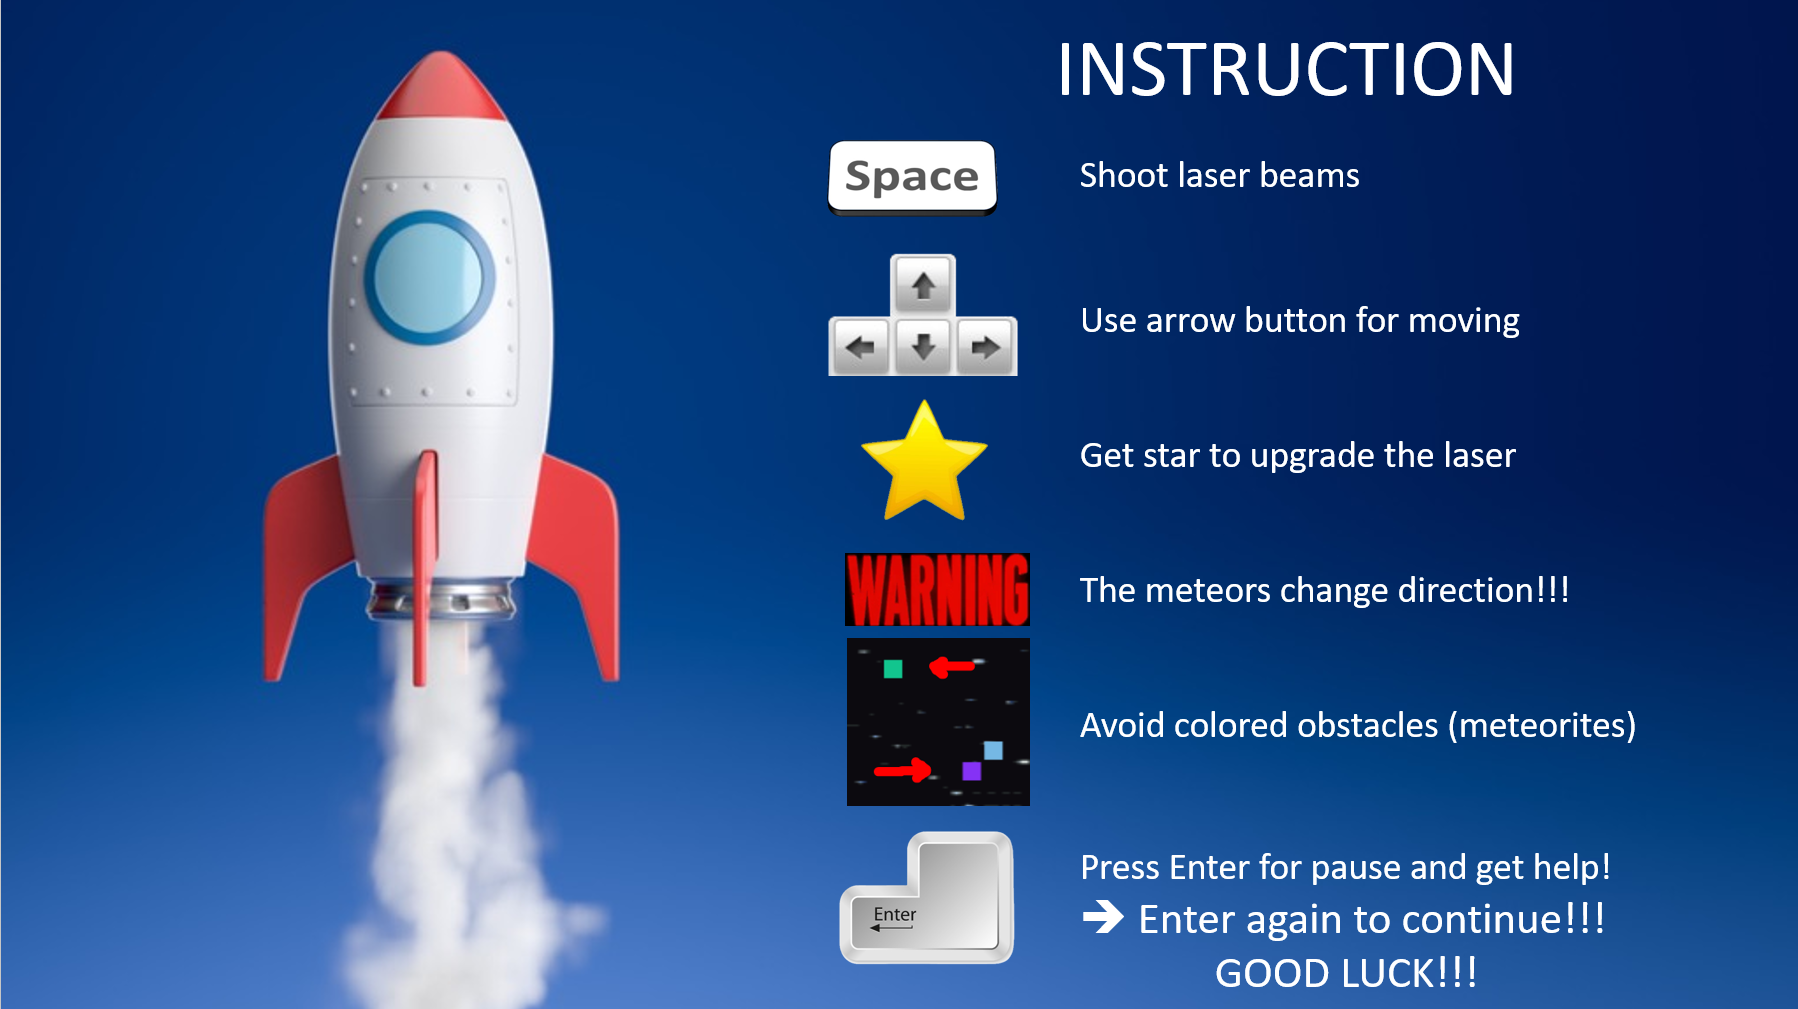 INSTRUCTION
Space
Shoot laser beams
Use arrow button for moving
Get star to upgrade the laser
WARNING
The meteors change direction!!!
Avoid colored obstacles (meteorites)
Enter
Press Enter for pause and get help!
➔ Enter again to continue!!!
GOOD LUCK!!!